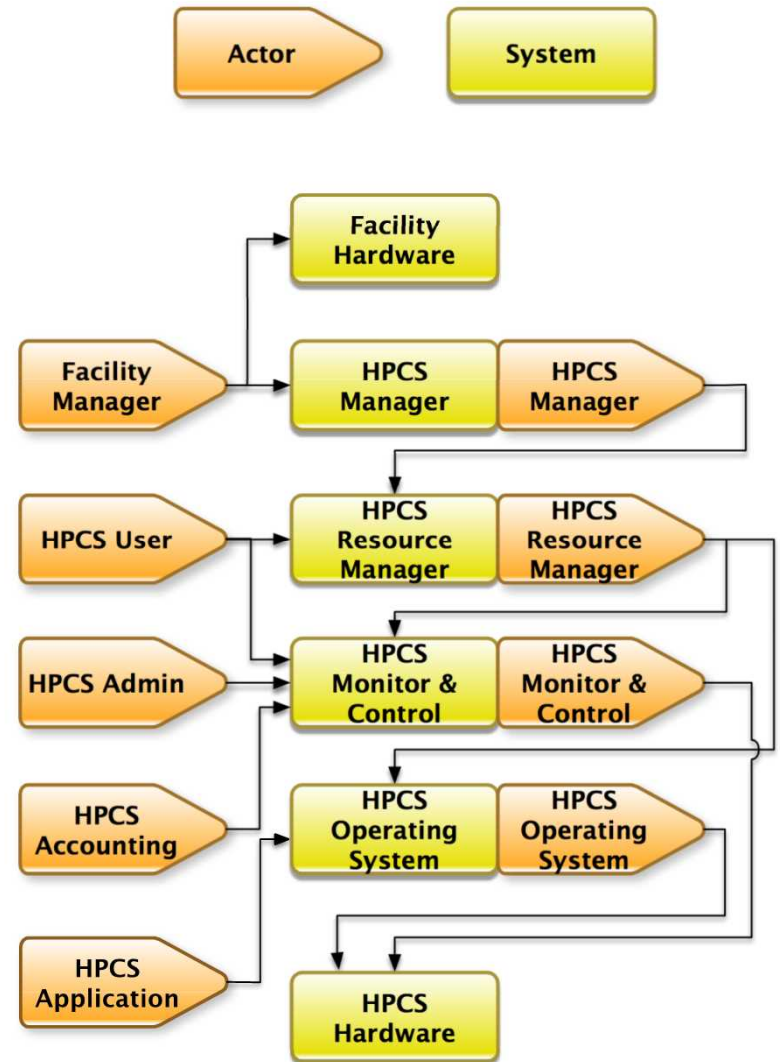 Actor
System
Facility
Hardware
Facility
Manager
HPCS
Manager
HPCS
Manager
HPCS User
HPCS
Resource
Manager
HPCS
Resource
Manager
HPCS Admin
HPCS
Monitor &
Control
HPCS
Monitor &
Control
HPCS
Accounting
HPCS
Operating
System
HPCS
Operating
System
HPCS
Application
HPCS
Hardware